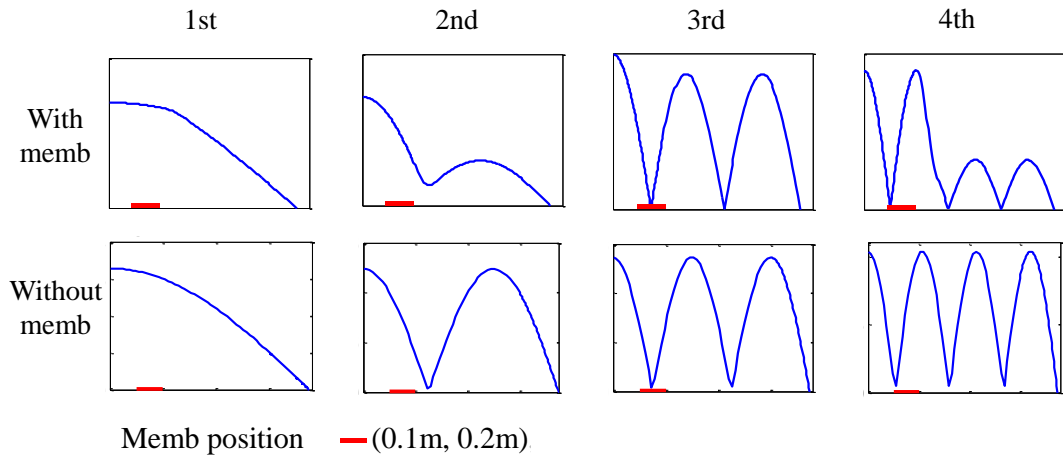 1st 2nd 3rd 4th
With
memb
Without
memb
Memb position (0.1m, 0.2m)